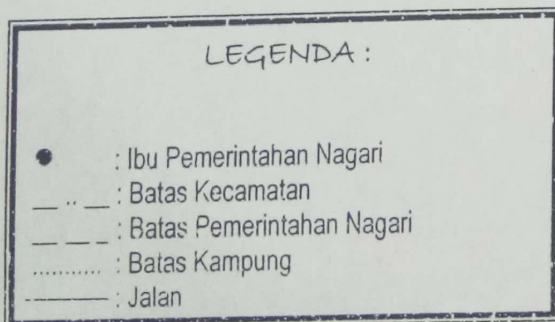 LEGENDA :
: Ibu Pemerintahan Nagari
: Batas Kecamatan
: Batas Pemerintahan Nagari
: Batas Kampung
: Jalan